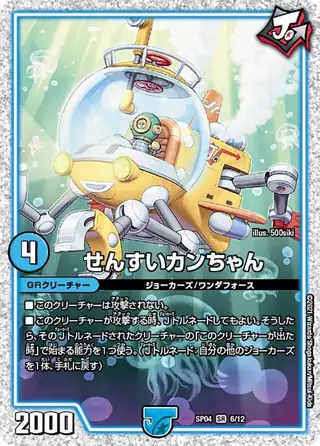 J
illus. 500siki
4
せんすいカンちゃん
GRクリーチャー
ジョーカーズ/ワンダフォース
■このクリーチャーは攻撃されない。
■このクリーチャーが攻撃する時、Jトルネードしてもよい。そうした
ら、そのJトルネードされたクリーチャーの「このクリーチャーが出た
時」で始まる能力を1つ使う。(Jトルネード:自分の他のジョーカーズ
を1体、手札に戻す)
2000
SP04 SR 6/12